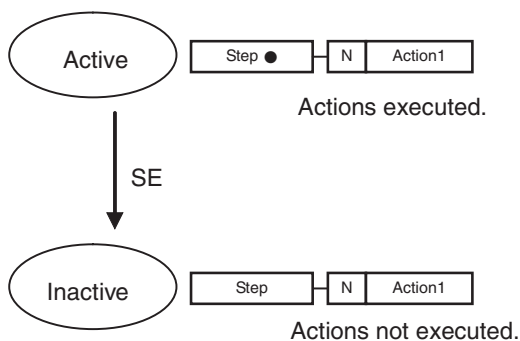 Active
Step ● N Action1
Actions executed.
SE
Inactive
Step N Action1
Actions not executed.